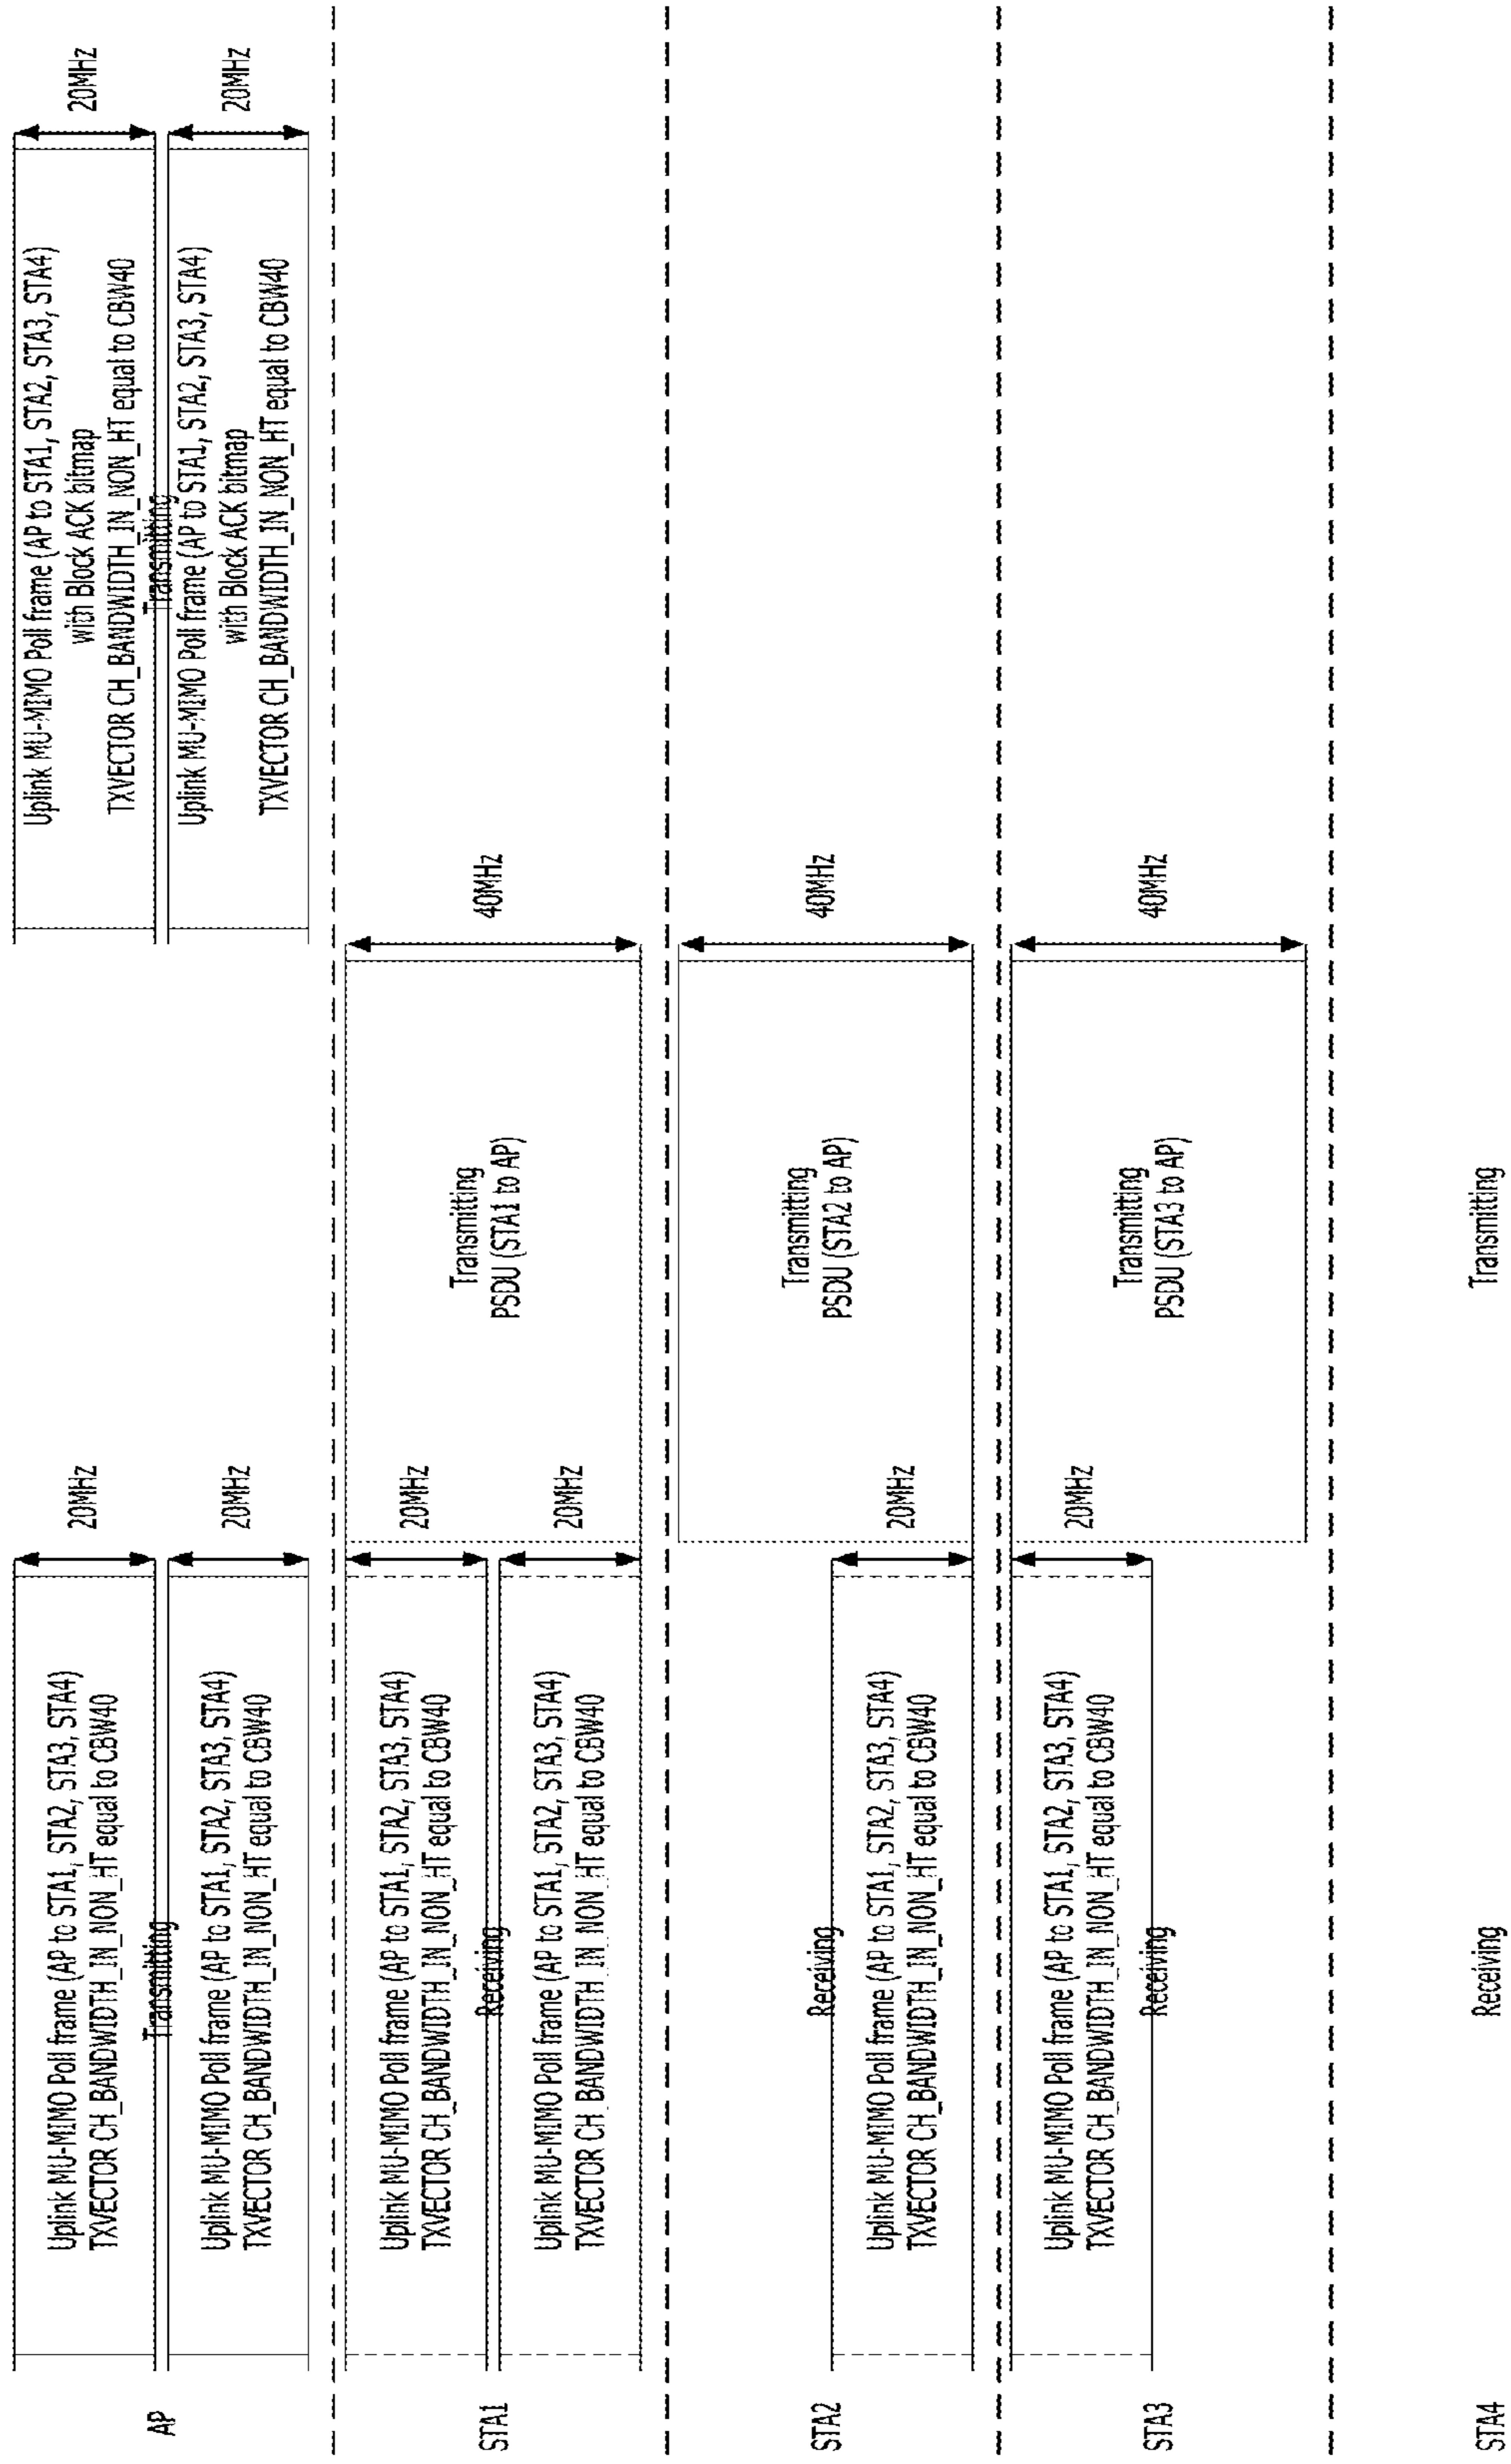 AP
Uplink MU-MIMO Poll frame (AP to STA1, STA2, STA3, STA4)
TXVECTOR CH_BANDWIDTH_IN_NON_HT equal to CBW40
20MHz
Transmitting
Uplink MU-MIMO Poll frame (AP to STA1, STA2, STA3, STA4)
TXVECTOR CH_BANDWIDTH_IN_NON_HT equal to CBW40
20MHz
Uplink MU-MIMO Poll frame (AP to STA1, STA2, STA3, STA4)
with Block ACK bitmap
TXVECTOR CH_BANDWIDTH_IN_NON_HT equal to CBW40
20MHz
Transmitting
Uplink MU-MIMO Poll frame (AP to STA1, STA2, STA3, STA4)
with Block ACK bitmap
TXVECTOR CH_BANDWIDTH_IN_NON_HT equal to CBW40
20MHz
STA1
Uplink MU-MIMO Poll frame (AP to STA1, STA2, STA3, STA4)
TXVECTOR CH_BANDWIDTH_IN_NON_HT equal to CBW40
20MHz
Receiving
Uplink MU-MIMO Poll frame (AP to STA1, STA2, STA3, STA4)
TXVECTOR CH_BANDWIDTH_IN_NON_HT equal to CBW40
20MHz
Transmitting
PSDU (STA1 to AP)
40MHz
STA2
Receiving
Uplink MU-MIMO Poll frame (AP to STA1, STA2, STA3, STA4)
TXVECTOR CH_BANDWIDTH_IN_NON_HT equal to CBW40
20MHz
Transmitting
PSDU (STA2 to AP)
40MHz
STA3
Uplink MU-MIMO Poll frame (AP to STA1, STA2, STA3, STA4)
TXVECTOR CH_BANDWIDTH_IN_NON_HT equal to CBW40
20MHz
Receiving
Transmitting
PSDU (STA3 to AP)
40MHz
STA4
Receiving
Transmitting